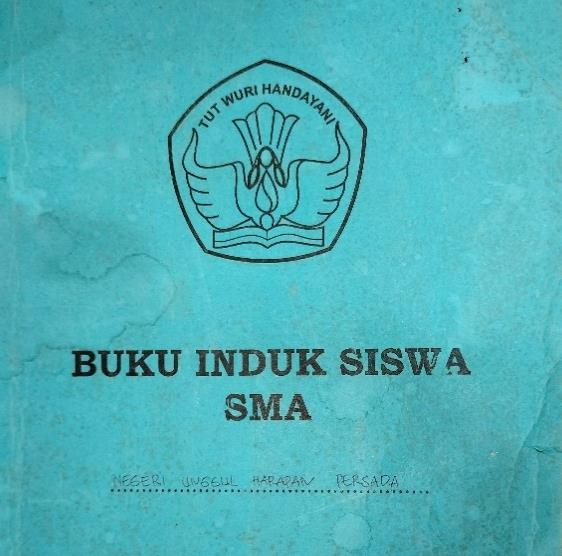 TUT WURI HANDAYANI
BUKU INDUK SISWA
SMA
NEGERI UNGGUL HARAPAN PERSADA